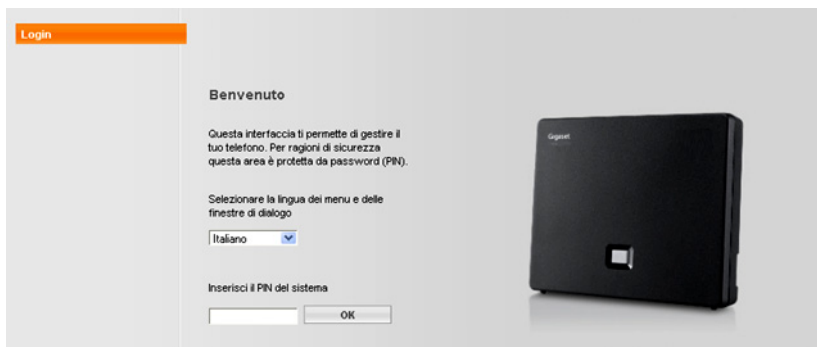 Login
Benvenuto
Questa interfaccia ti permette di gestire il
tuo telefono. Per ragioni di sicurezza
questa area è protetta da password (PIN).
Selezionare la lingua dei menu e delle
finestre di dialogo
Italiano
Inserisci il PIN del sistema
OK
Gigaset